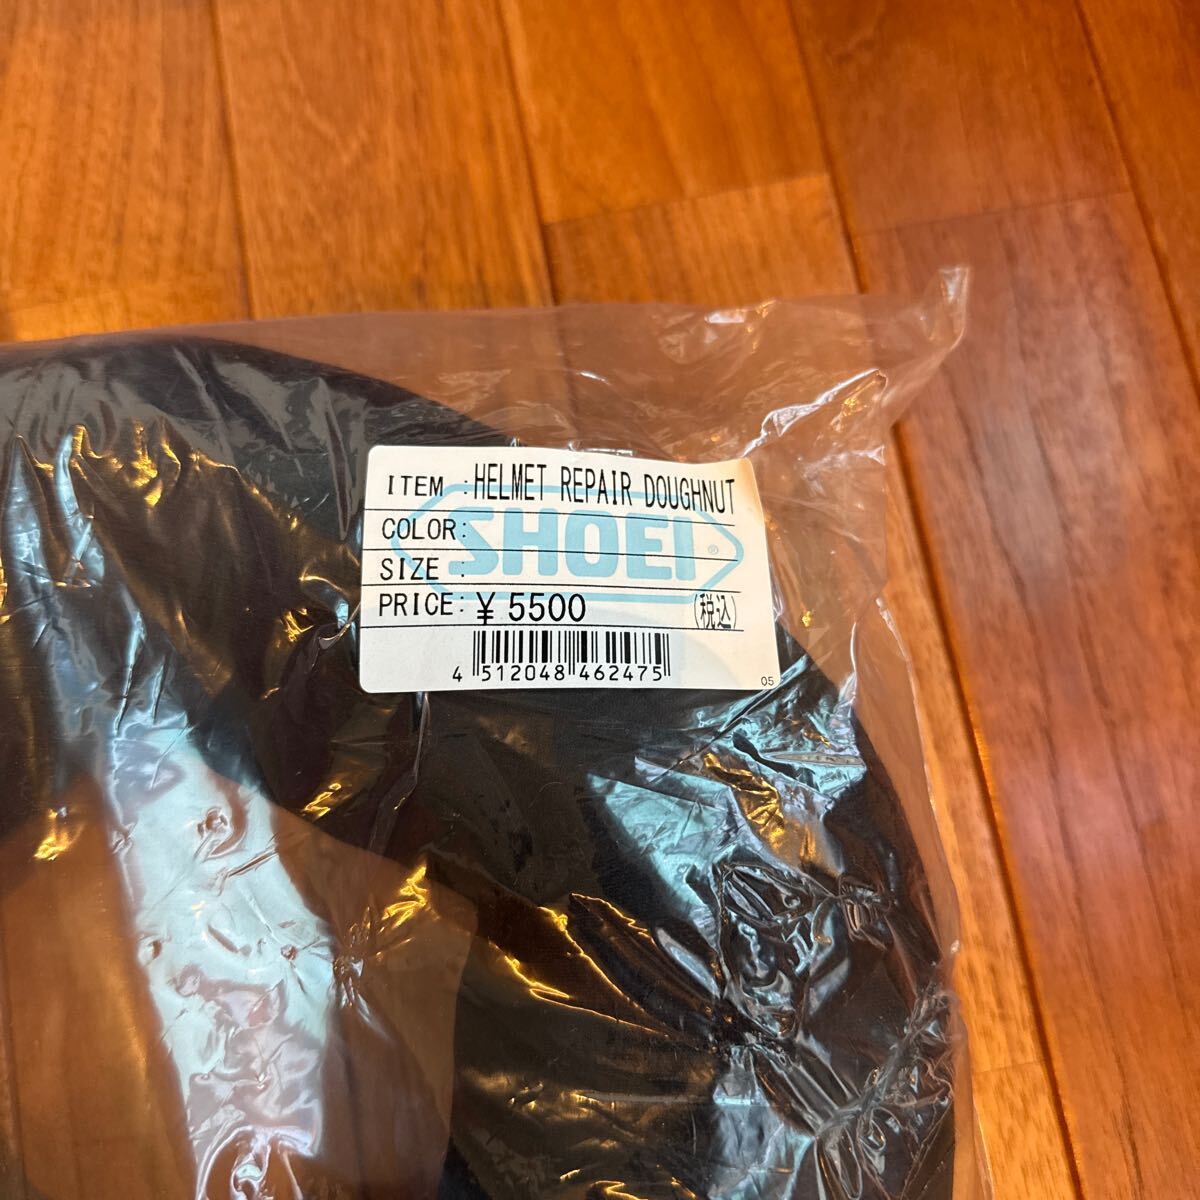 ITEM :HELMET REPAIR DOUGHNUT
COLOR:
SHOEI®
SIZE :
PRICE:¥5500 (税込)
4 512048 462475
05